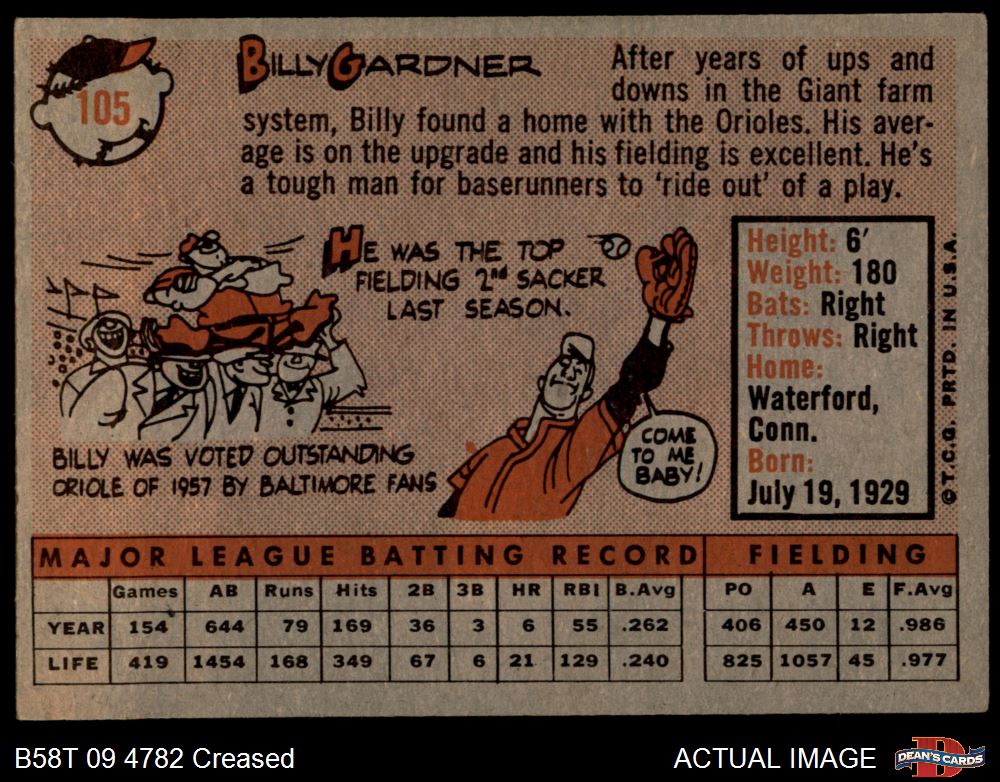 105
BILLY GARDNER
After years of ups and
downs in the Giant farm
system, Billy found a home with the Orioles. His aver-
age is on the upgrade and his fielding is excellent. He's
a tough man for baserunners to 'ride out' of a play.
HE WAS THE TOP
FIELDING 2nd SACKER
LAST SEASON.
BILLY WAS VOTED OUTSTANDING
ORIOLE OF 1957 BY BALTIMORE FANS
COME
TO ME
BABY!
Height: 6'
Weight: 180
Bats: Right
Throws: Right
Home:
Waterford,
Conn.
Born:
July 19, 1929
© T.C.G. PRTD. IN U.S.A.
MAJOR LEAGUE BATTING RECORD FIELDING
Games AB Runs Hits 2B 3B HR RBI B.Avg PO A E F.Avg
YEAR 154 644 79 169 36 3 6 55 .262 406 450 12 .986
LIFE 419 1454 168 349 67 6 21 129 .240 825 1057 45 .977
B58T 09 4782 Creased
ACTUAL IMAGE
D
DEAN'S CARDS